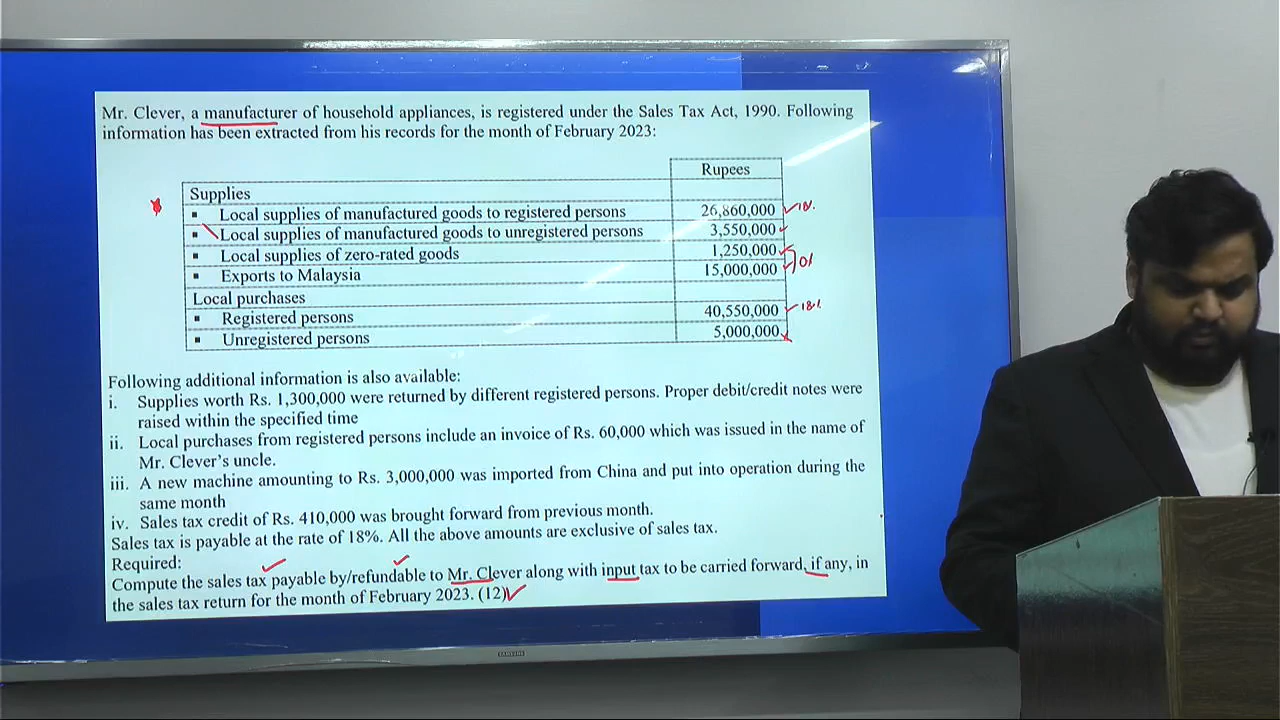 Mr. Clever, a manufacturer of household appliances, is registered under the Sales Tax Act, 1990. Following
information has been extracted from his records for the month of February 2023:
Rupees
Supplies
▪ Local supplies of manufactured goods to registered persons 26,860,000
▪ Local supplies of manufactured goods to unregistered persons 3,550,000
▪ Local supplies of zero-rated goods 1,250,000
▪ Exports to Malaysia 15,000,000 0%
Local purchases
▪ Registered persons 40,550,000 18%
▪ Unregistered persons 5,000,000
Following additional information is also available:
i. Supplies worth Rs. 1,300,000 were returned by different registered persons. Proper debit/credit notes were
raised within the specified time
ii. Local purchases from registered persons include an invoice of Rs. 60,000 which was issued in the name of
Mr. Clever's uncle.
iii. A new machine amounting to Rs. 3,000,000 was imported from China and put into operation during the
same month
iv. Sales tax credit of Rs. 410,000 was brought forward from previous month.
Sales tax is payable at the rate of 18%. All the above amounts are exclusive of sales tax.
Required:
Compute the sales tax payable by/refundable to Mr. Clever along with input tax to be carried forward, if any, in
the sales tax return for the month of February 2023. (12)
SAMSUNG